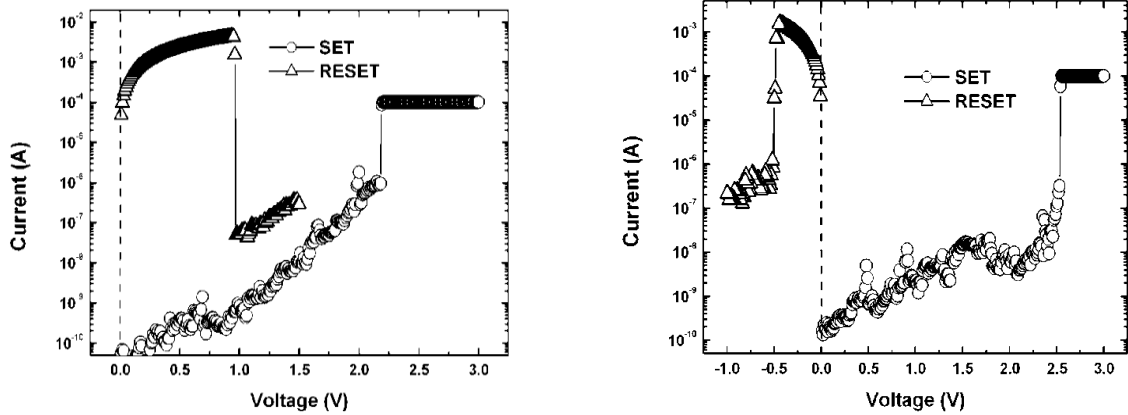 10⁻²
10⁻³
10⁻⁴
10⁻⁵
10⁻⁶
10⁻⁷
10⁻⁸
10⁻⁹
10⁻¹⁰
Current (A)
SET
RESET
0.0 0.5 1.0 1.5 2.0 2.5 3.0
Voltage (V)
10⁻³
10⁻⁴
10⁻⁵
10⁻⁶
10⁻⁷
10⁻⁸
10⁻⁹
10⁻¹⁰
Current (A)
SET
RESET
-1.0 -0.5 0.0 0.5 1.0 1.5 2.0 2.5 3.0
Voltage (V)